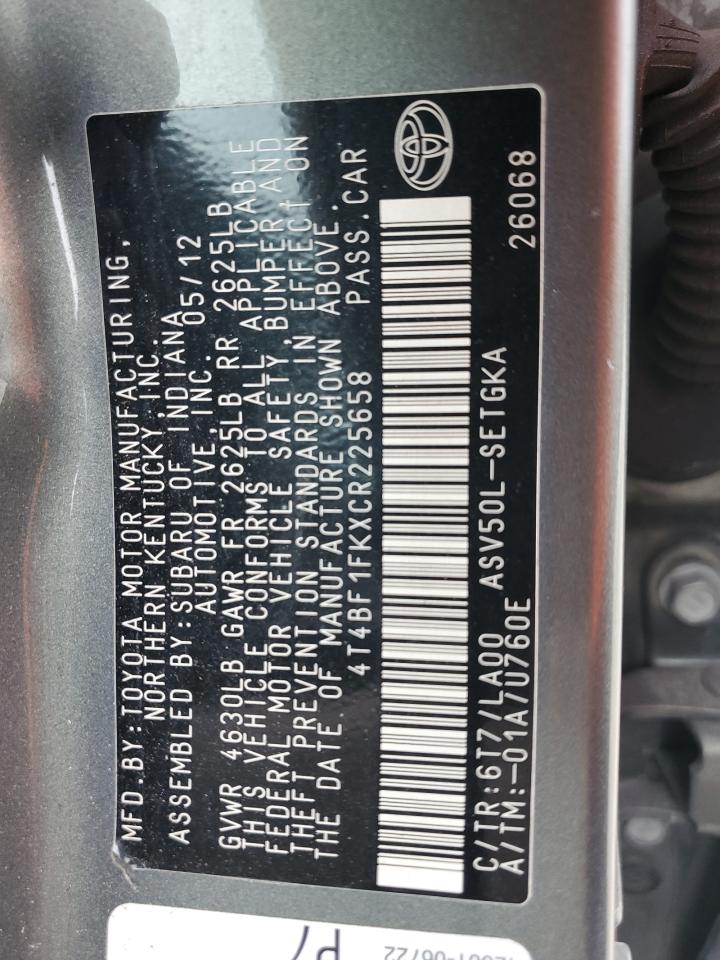 MFD.BY:TOYOTA MOTOR MANUFACTURING,
NORTHERN KENTUCKY,INC.
ASSEMBLED BY:SUBARU OF INDIANA
AUTOMOTIVE,INC. 05/12
GVWR 4630LB GAWR FR 2625LB RR 2625LB
THIS VEHICLE CONFORMS TO ALL APPLICABLE
FEDERAL MOTOR VEHICLE SAFETY,BUMPER AND
THEFT PREVENTION STANDARDS IN EFFECT ON
THE DATE OF MANUFACTURE SHOWN ABOVE.
4T4BF1FKXCR225658 PASS.CAR
C/TR:6T7/LA00 ASV50L-SETGKA
A/TM:-01A/U760E 26068